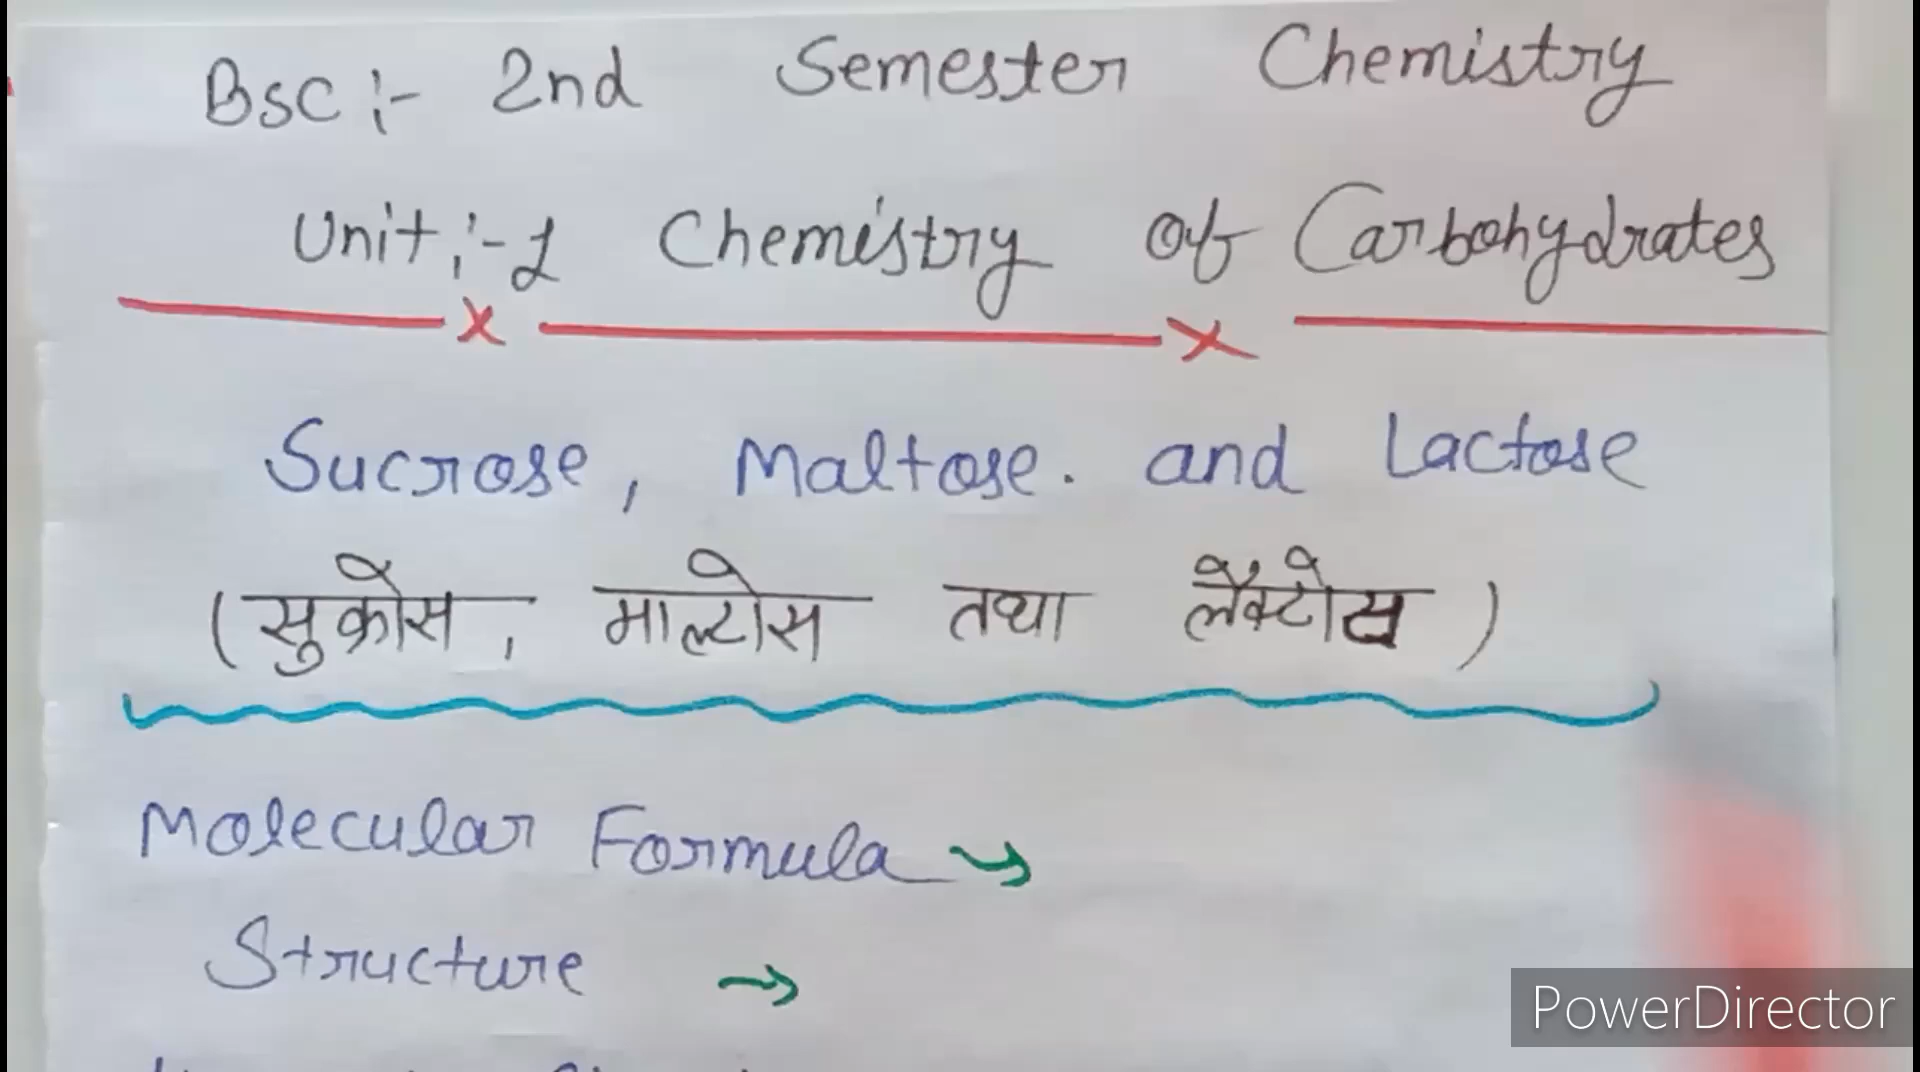 BSC :- 2nd Semester Chemistry
Unit :- 1 Chemistry of Carbohydrates
Sucrose, Maltose. and Lactose
(सुक्रोस, माल्टोस तथा लैक्टोस)
Molecular Formula →
Structure →
PowerDirector